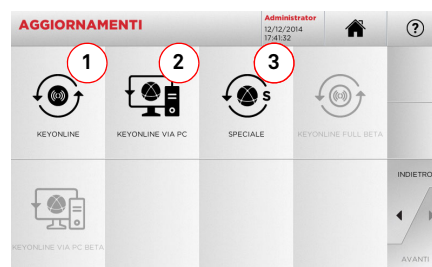 AGGIORNAMENTI
Administrator
12/12/2014
17:41:32
?
1
2
3
S
KEYONLINE
KEYONLINE VIA PC
SPECIALE
KEYONLINE FULL BETA
KEYONLINE VIA PC BETA
INDIETRO
AVANTI